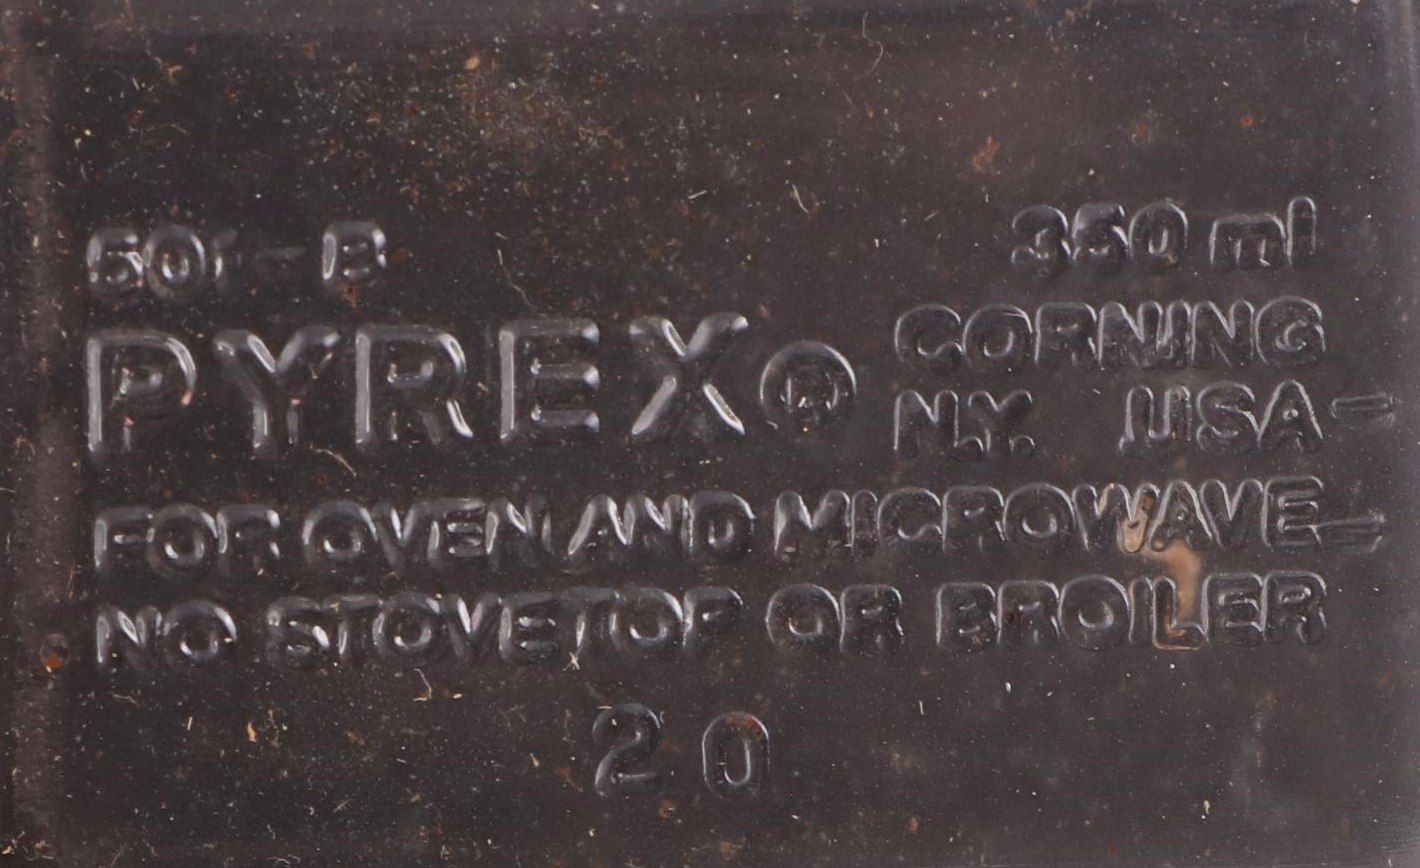 501-B 350 ml
PYREX® CORNING
N.Y. USA
FOR OVEN AND MICROWAVE
NO STOVETOP OR BROILER
20